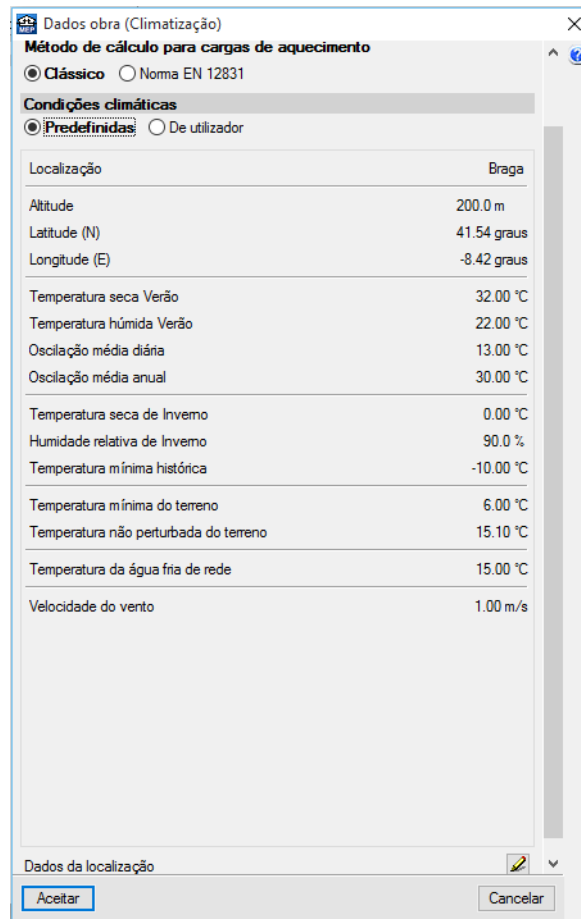 MEP
Dados obra (Climatização)
Método de cálculo para cargas de aquecimento
Clássico Norma EN 12831
Condições climáticas
Predefinidas De utilizador
Localização Braga
Altitude 200.0 m
Latitude (N) 41.54 graus
Longitude (E) -8.42 graus
Temperatura seca Verão 32.00 °C
Temperatura húmida Verão 22.00 °C
Oscilação média diária 13.00 °C
Oscilação média anual 30.00 °C
Temperatura seca de Inverno 0.00 °C
Humidade relativa de Inverno 90.0 %
Temperatura mínima histórica -10.00 °C
Temperatura mínima do terreno 6.00 °C
Temperatura não perturbada do terreno 15.10 °C
Temperatura da água fria de rede 15.00 °C
Velocidade do vento 1.00 m/s
Dados da localização
Aceitar Cancelar